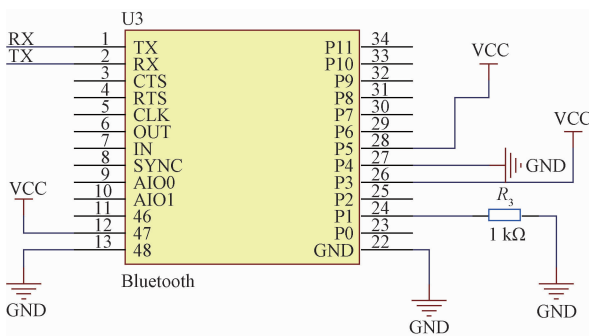 U3
RX 1 TX P11 34
TX 2 RX P10 33
3 CTS P9 32 VCC
4 RTS P8 31
5 CLK P7 30
6 OUT P6 29 VCC
7 IN P5 28
8 SYNC P4 27 GND
VCC 9 AIO0 P3 26
10 AIO1 P2 25 R3
11 46 P1 24
12 47 P0 23 1 kΩ
13 48 GND 22
Bluetooth
GND GND GND